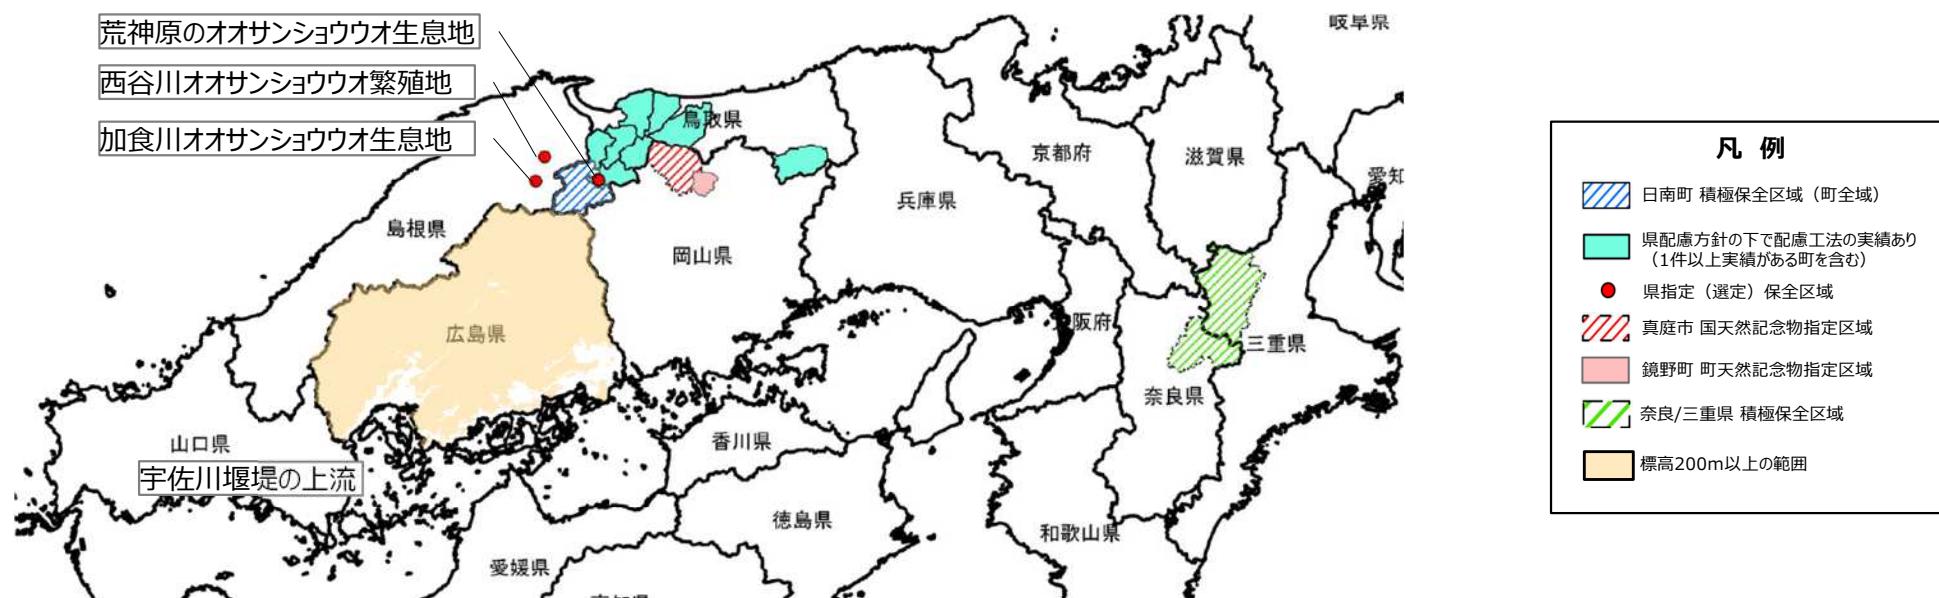 荒神原のオオサンショウウオ生息地
西谷川オオサンショウウオ繁殖地
加食川オオサンショウウオ生息地
岐阜県
鳥取県
京都府
滋賀県
愛知
兵庫県
島根県
岡山県
広島県
阪府
三重県
奈良県
山口県
香川県
宇佐川堰堤の上流
徳島県
和歌山県
愛媛県
凡 例
日南町 積極保全区域（町全域）
県配慮方針の下で配慮工法の実績あり
（1件以上実績がある町を含む）
県指定（選定）保全区域
真庭市 国天然記念物指定区域
鏡野町 町天然記念物指定区域
奈良/三重県 積極保全区域
標高200m以上の範囲